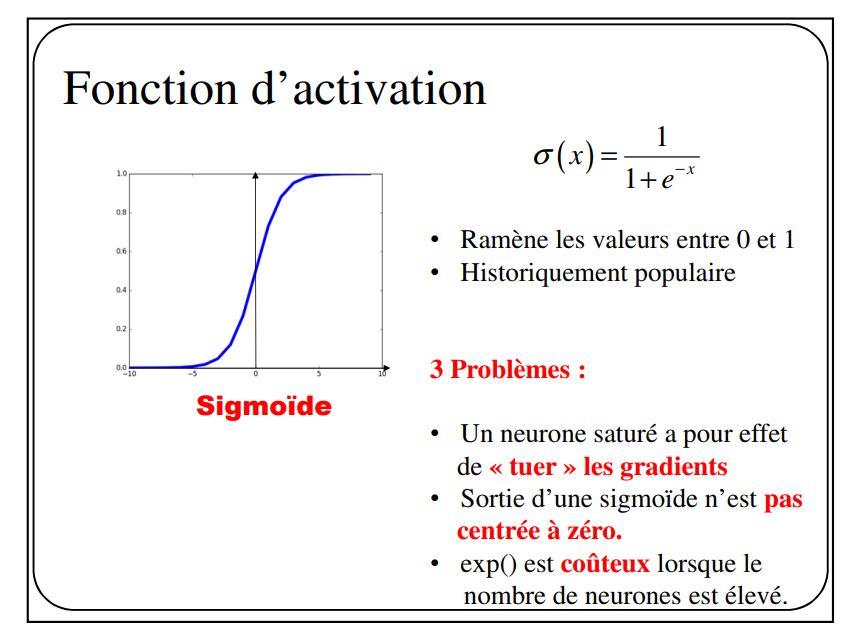 Fonction d’activation
σ(x) = 1 / (1 + e^{-x})
1.0
0.8
0.6
0.4
0.2
0.0
−10
−5
0
5
10
Sigmoïde
• Ramène les valeurs entre 0 et 1
• Historiquement populaire
3 Problèmes :
• Un neurone saturé a pour effet
de « tuer » les gradients
• Sortie d’une sigmoïde n’est pas
centrée à zéro.
• exp() est coûteux lorsque le
nombre de neurones est élevé.